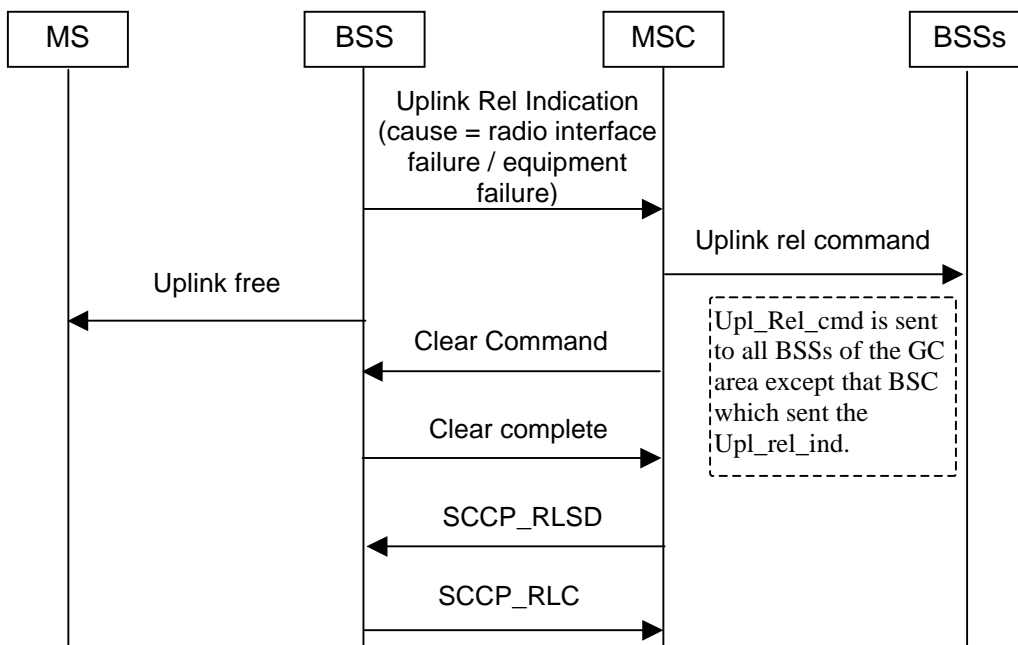 MS
BSS
MSC
BSSs
Uplink Rel Indication
(cause = radio interface
failure / equipment
failure)
Uplink rel command
Uplink free
Upl_Rel_cmd is sent
to all BSSs of the GC
area except that BSC
which sent the
Upl_rel_ind.
Clear Command
Clear complete
SCCP_RLSD
SCCP_RLC